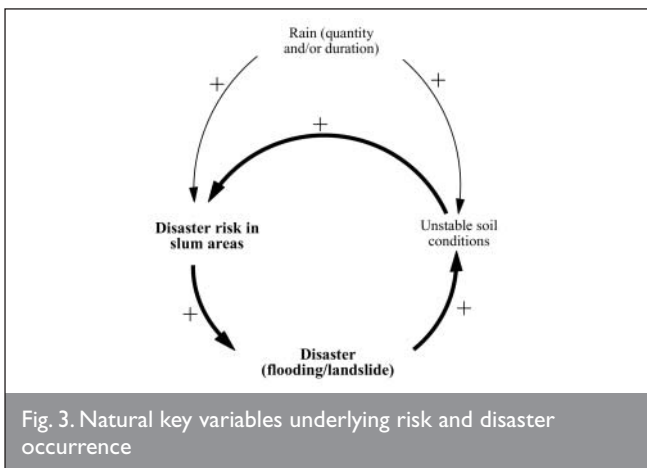 Rain (quantity
and/or duration)
+
+
+
Disaster risk in
slum areas
Unstable soil
conditions
+
+
Disaster
(flooding/landslide)
Fig. 3. Natural key variables underlying risk and disaster
occurrence